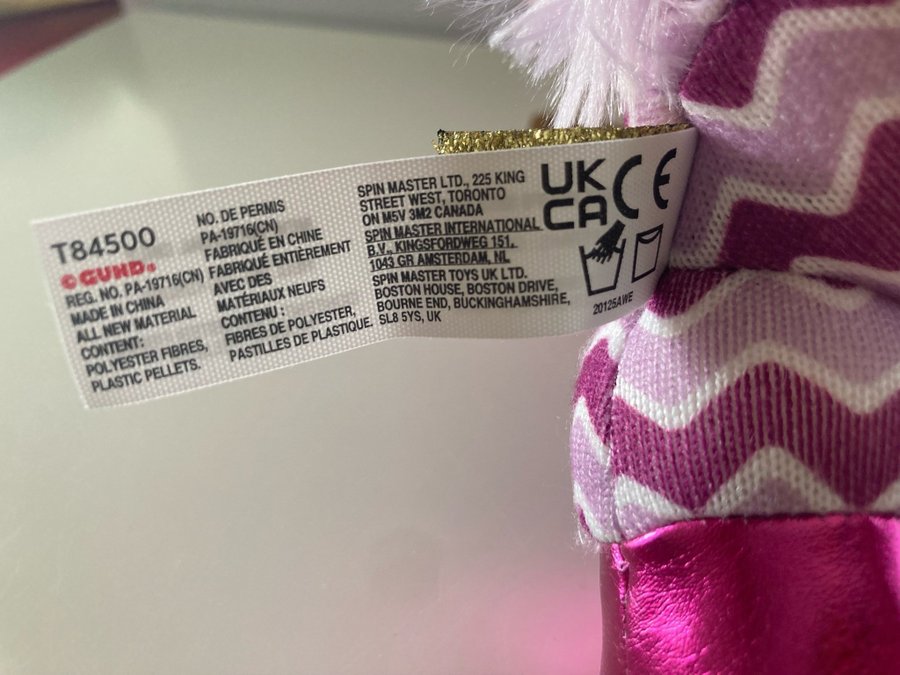 T84500
©GUND®
REG. NO. PA-19716(CN)
MADE IN CHINA
ALL NEW MATERIAL
CONTENT:
POLYESTER FIBRES,
PLASTIC PELLETS.
NO. DE PERMIS
PA-19716(CN)
FABRIQUÉ EN CHINE
FABRIQUÉ ENTIÈREMENT
AVEC DES
MATÉRIAUX NEUFS
CONTENU :
FIBRES DE POLYESTER,
PASTILLES DE PLASTIQUE.
SPIN MASTER LTD., 225 KING
STREET WEST, TORONTO
ON M5V 3M2 CANADA
SPIN MASTER INTERNATIONAL
B.V., KINGSFORDWEG 151,
1043 GR AMSTERDAM, NL
SPIN MASTER TOYS UK LTD.
BOSTON HOUSE, BOSTON DRIVE,
BOURNE END, BUCKINGHAMSHIRE,
SL8 5YS, UK
UK
CA
CE
20125AWE